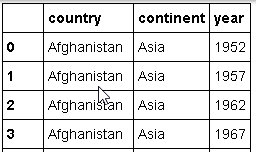 country continent year
0 Afghanistan Asia 1952
1 Afghanistan Asia 1957
2 Afghanistan Asia 1962
3 Afghanistan Asia 1967